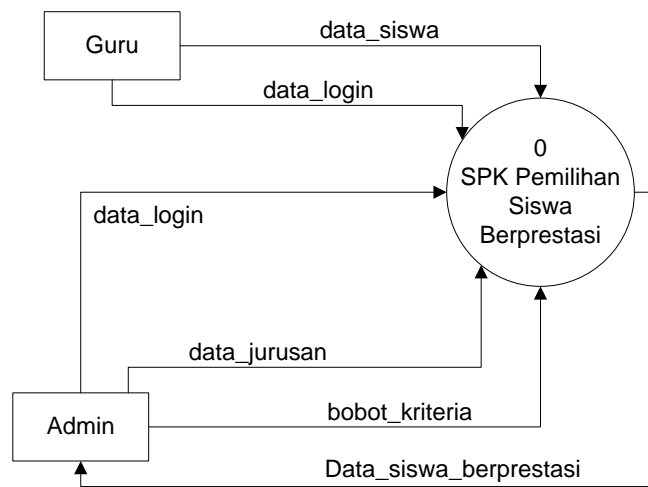 Guru
data_siswa
data_login
0
SPK Pemilihan
Siswa
Berprestasi
data_login
data_jurusan
Admin
bobot_kriteria
Data_siswa_berprestasi